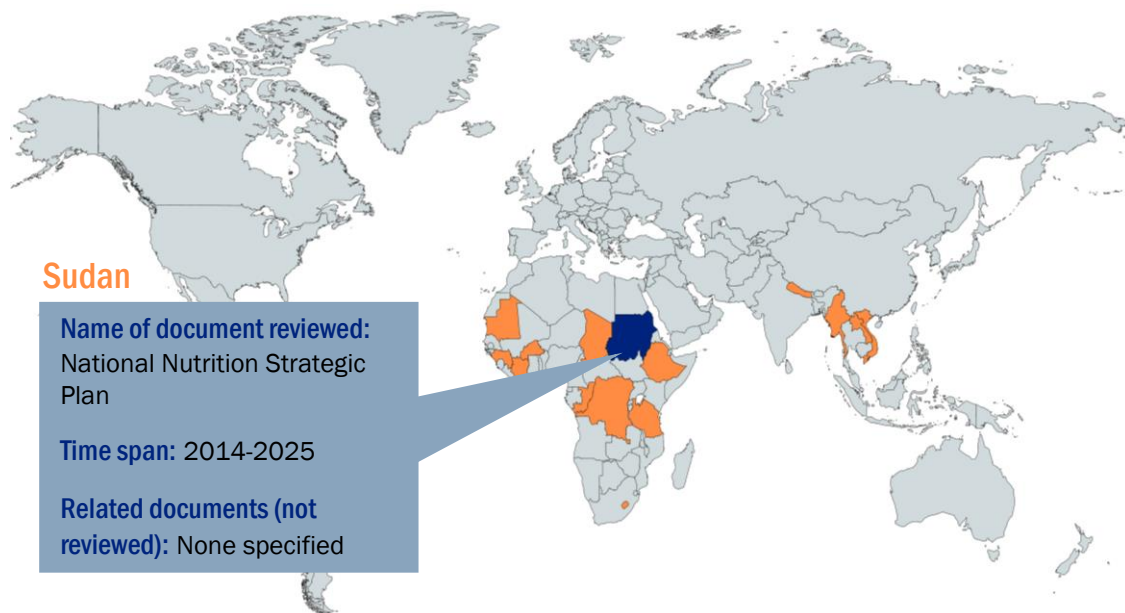 Sudan
Name of document reviewed:
National Nutrition Strategic
Plan
Time span: 2014-2025
Related documents (not
reviewed): None specified